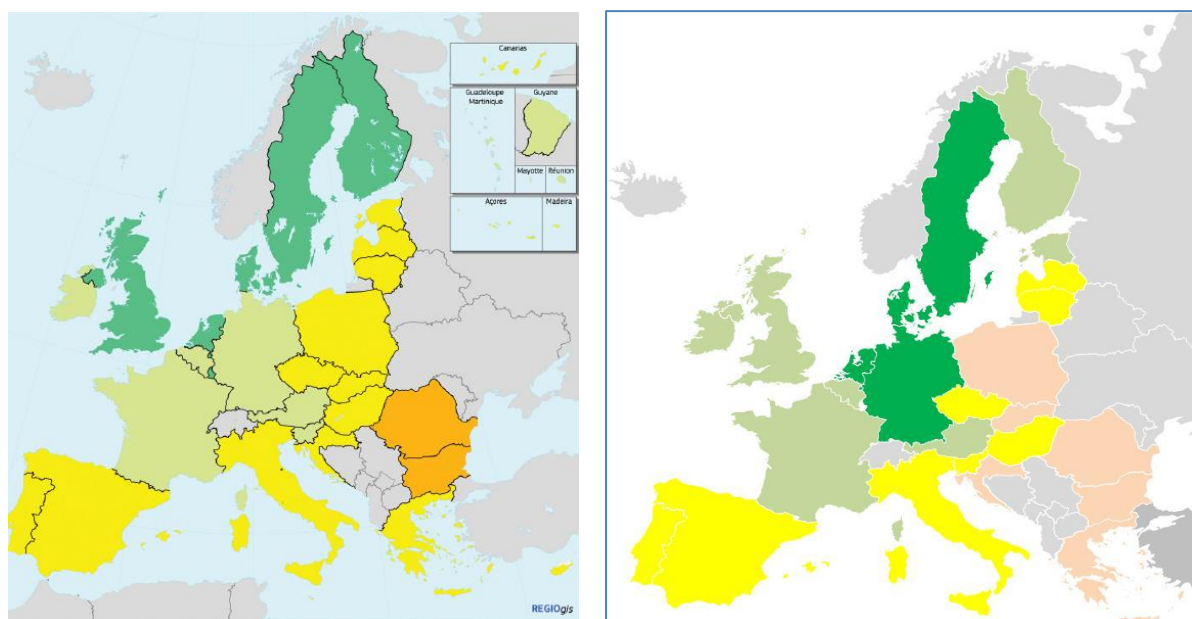 Canarias
Guadeloupe
Martinique
Guyane
Mayotte
Réunion
Açores
Madeira
REGIOgis